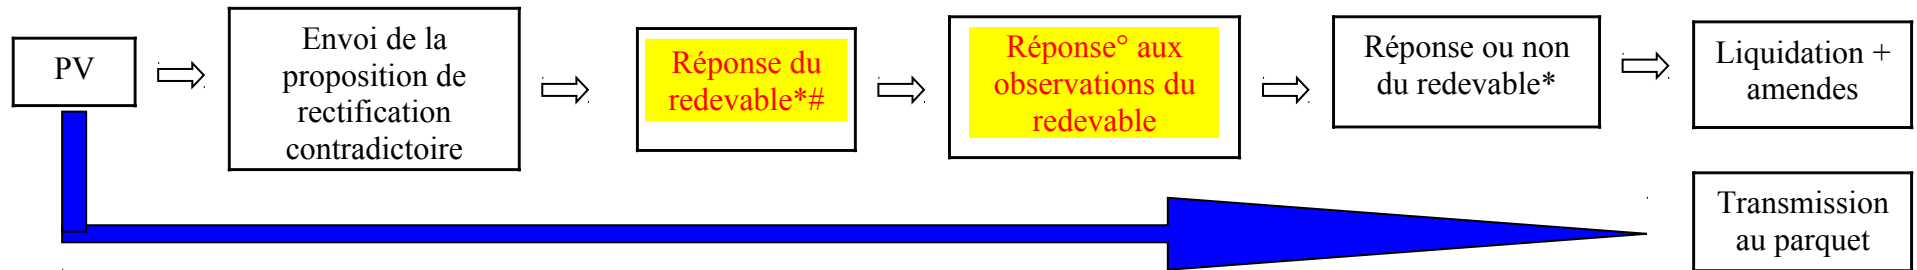 PV
Envoi de la
proposition de
rectification
contradictoire
Réponse du
redevable*#
Réponse° aux
observations du
redevable
Réponse ou non
du redevable*
Liquidation +
amendes
Transmission
au parquet